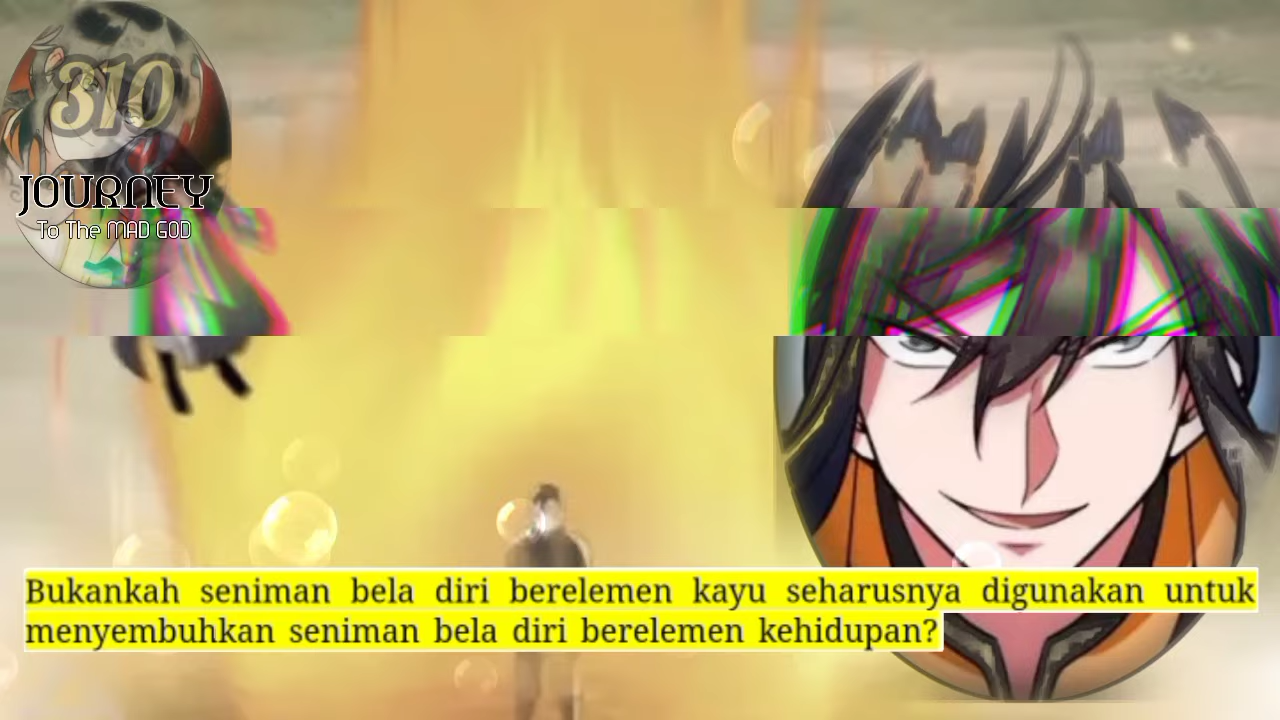 310
JOURNEY
To The MAD GOD
Bukankah seniman bela diri berelemen kayu seharusnya digunakan untuk
menyembuhkan seniman bela diri berelemen kehidupan?